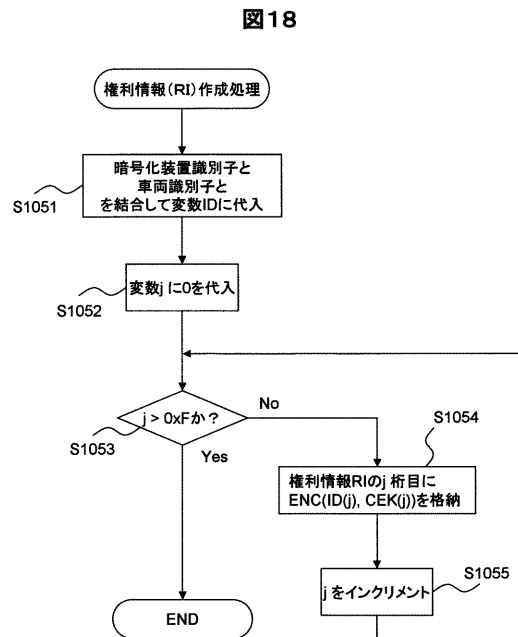 図18
権利情報(RI)作成処理
暗号化装置識別子と
車両識別子と
を結合して変数IDに代入
S1051
変数j に0を代入
S1052
j > 0xFか？
No
S1053
Yes
S1054
権利情報RIのj 桁目に
ENC(ID(j), CEK(j))を格納
S1055
j をインクリメント
END